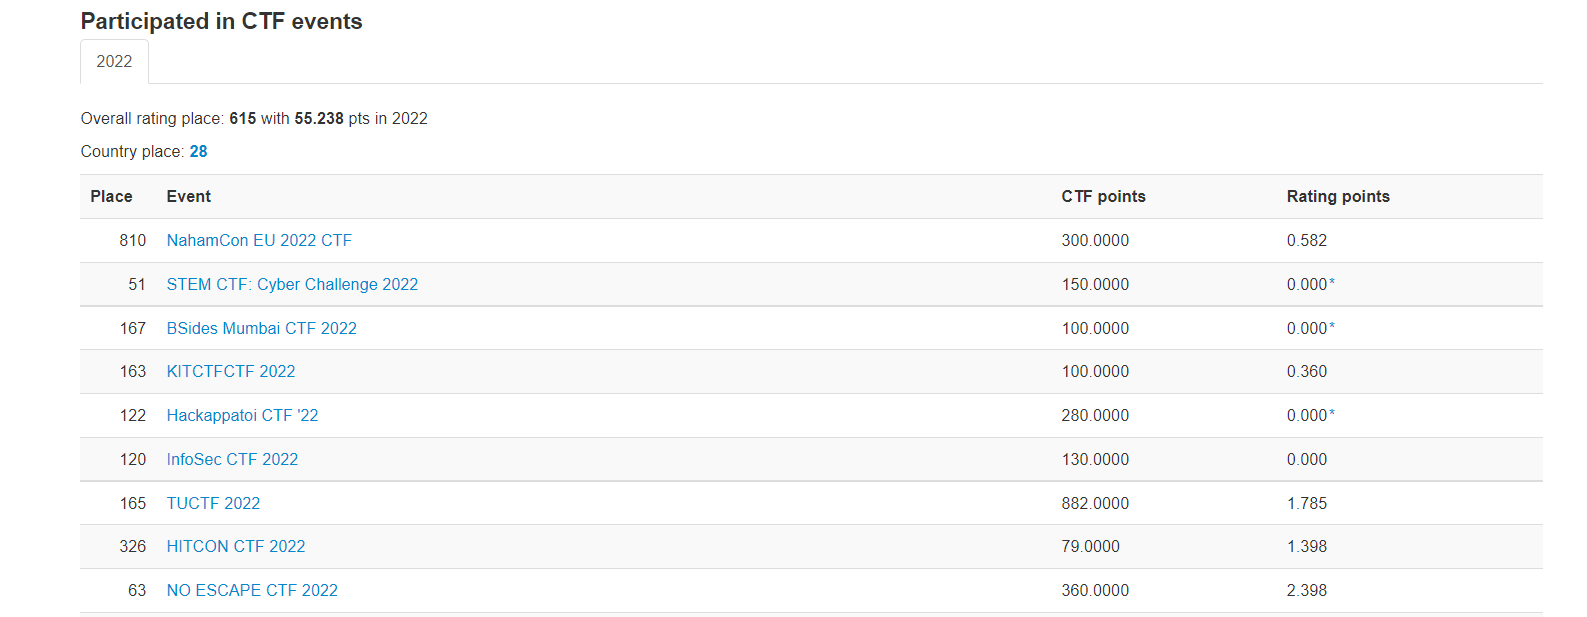 Participated in CTF events
2022
Overall rating place: 615 with 55.238 pts in 2022
Country place: 28
Place Event CTF points Rating points
810 NahamCon EU 2022 CTF 300.0000 0.582
51 STEM CTF: Cyber Challenge 2022 150.0000 0.000*
167 BSides Mumbai CTF 2022 100.0000 0.000*
163 KITCTFCTF 2022 100.0000 0.360
122 Hackappatoi CTF '22 280.0000 0.000*
120 InfoSec CTF 2022 130.0000 0.000
165 TUCTF 2022 882.0000 1.785
326 HITCON CTF 2022 79.0000 1.398
63 NO ESCAPE CTF 2022 360.0000 2.398